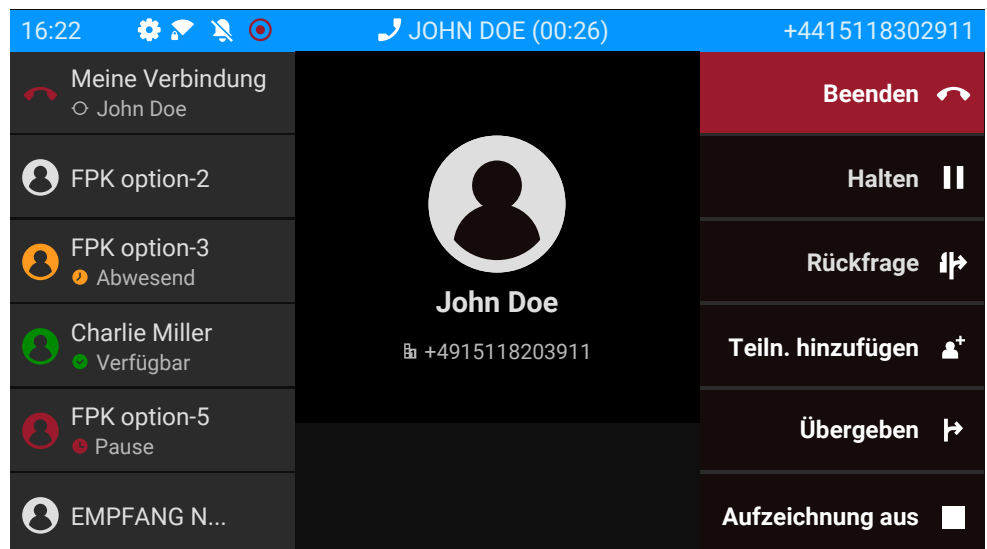 16:22
JOHN DOE (00:26)
+4415118302911
Meine Verbindung
John Doe
FPK option-2
FPK option-3
Abwesend
Charlie Miller
Verfügbar
FPK option-5
Pause
EMPFANG N...
John Doe
+4915118203911
Beenden
Halten
Rückfrage
Teiln. hinzufügen
Übergeben
Aufzeichnung aus